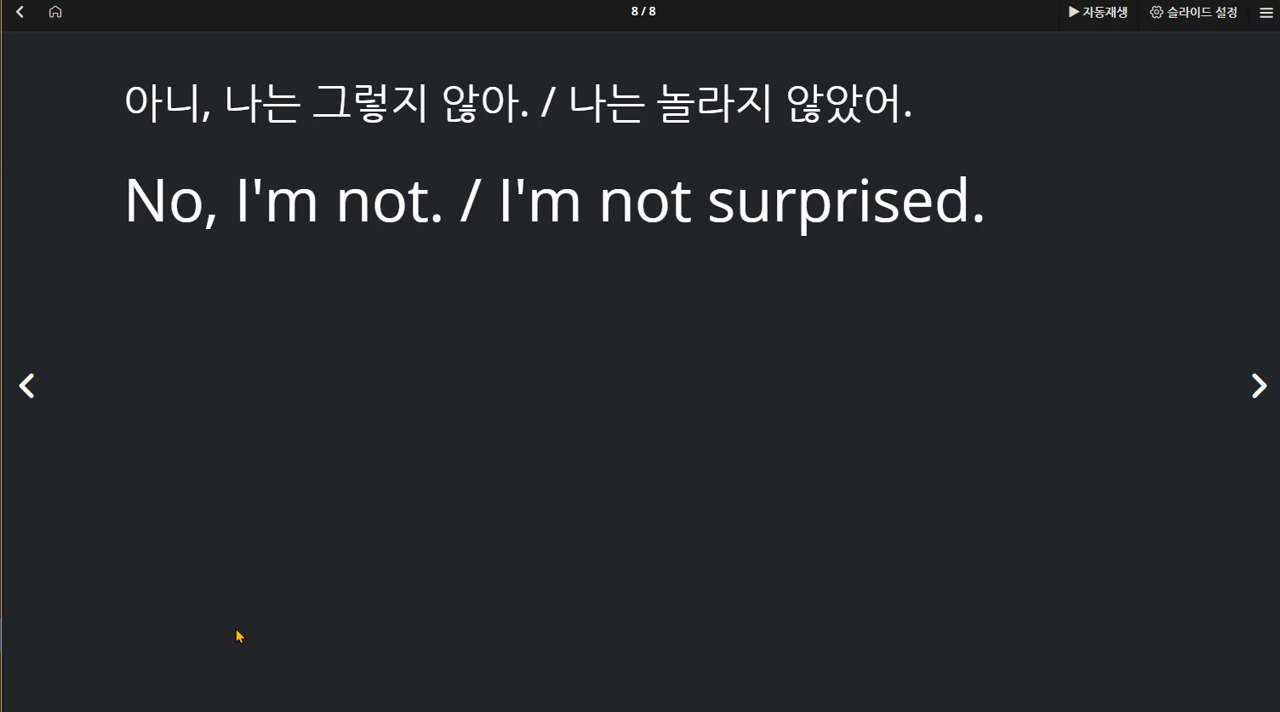 8 / 8
자동재생
슬라이드 설정
아니, 나는 그렇지 않아. / 나는 놀라지 않았어.
No, I'm not. / I'm not surprised.